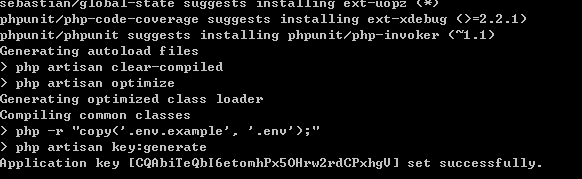 sebastian/global-state suggests installing ext-uopz (*)
phpunit/php-code-coverage suggests installing ext-xdebug (>=2.2.1)
phpunit/phpunit suggests installing phpunit/php-invoker (~1.1)
Generating autoload files
> php artisan clear-compiled
> php artisan optimize
Generating optimized class loader
Compiling common classes
> php -r "copy('.env.example', '.env');"
> php artisan key:generate
Application key [CQAbiTeQbI6etomhPx5OHrw2rdCPxhgV] set successfully.